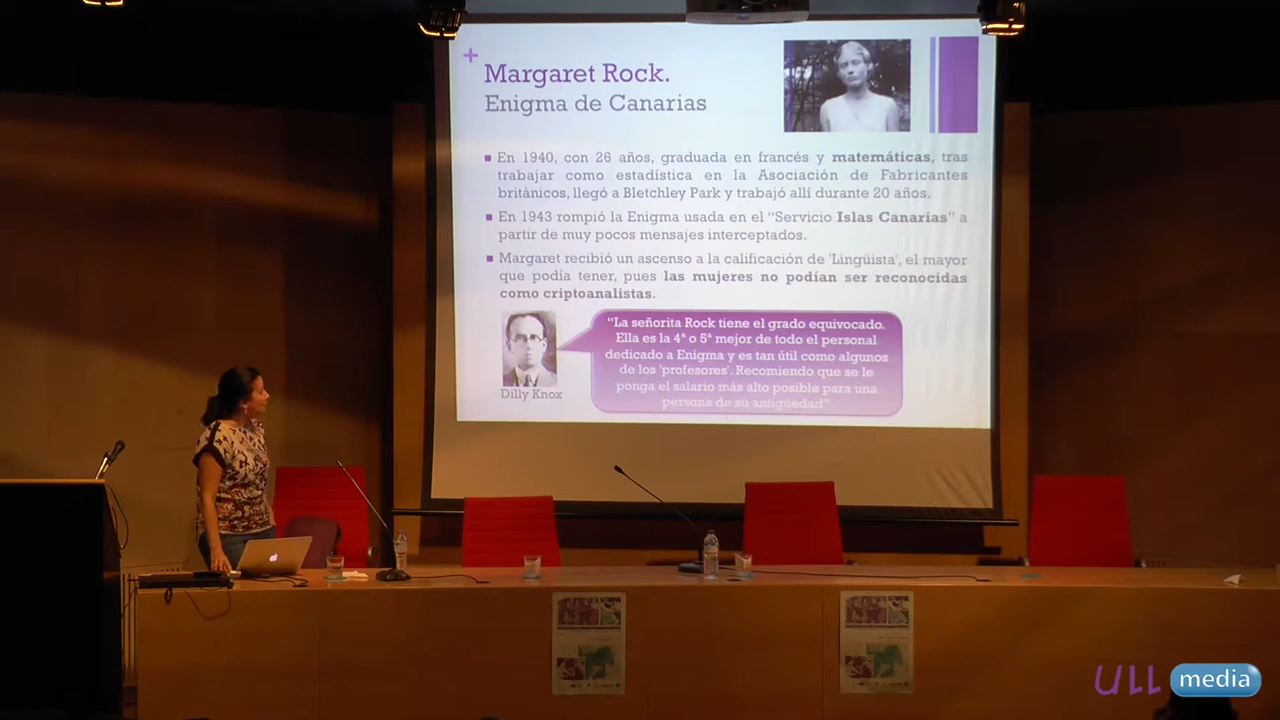 +
Margaret Rock.
Enigma de Canarias
▪ En 1940, con 26 años, graduada en francés y matemáticas, tras
trabajar como estadística en la Asociación de Fabricantes
británicos, llegó a Bletchley Park y trabajó allí durante 20 años.
▪ En 1943 rompió la Enigma usada en el "Servicio Islas Canarias" a
partir de muy pocos mensajes interceptados.
▪ Margaret recibió un ascenso a la calificación de 'Lingüista', el mayor
que podía tener, pues las mujeres no podían ser reconocidas
como criptoanalistas.
"La señorita Rock tiene el grado equivocado.
Ella es la 4ª o 5ª mejor de todo el personal
dedicado a Enigma y es tan útil como algunos
de los 'profesores'. Recomiendo que se le
ponga el salario más alto posible para una
persona de su antigüedad"
Dilly Knox
ULL media